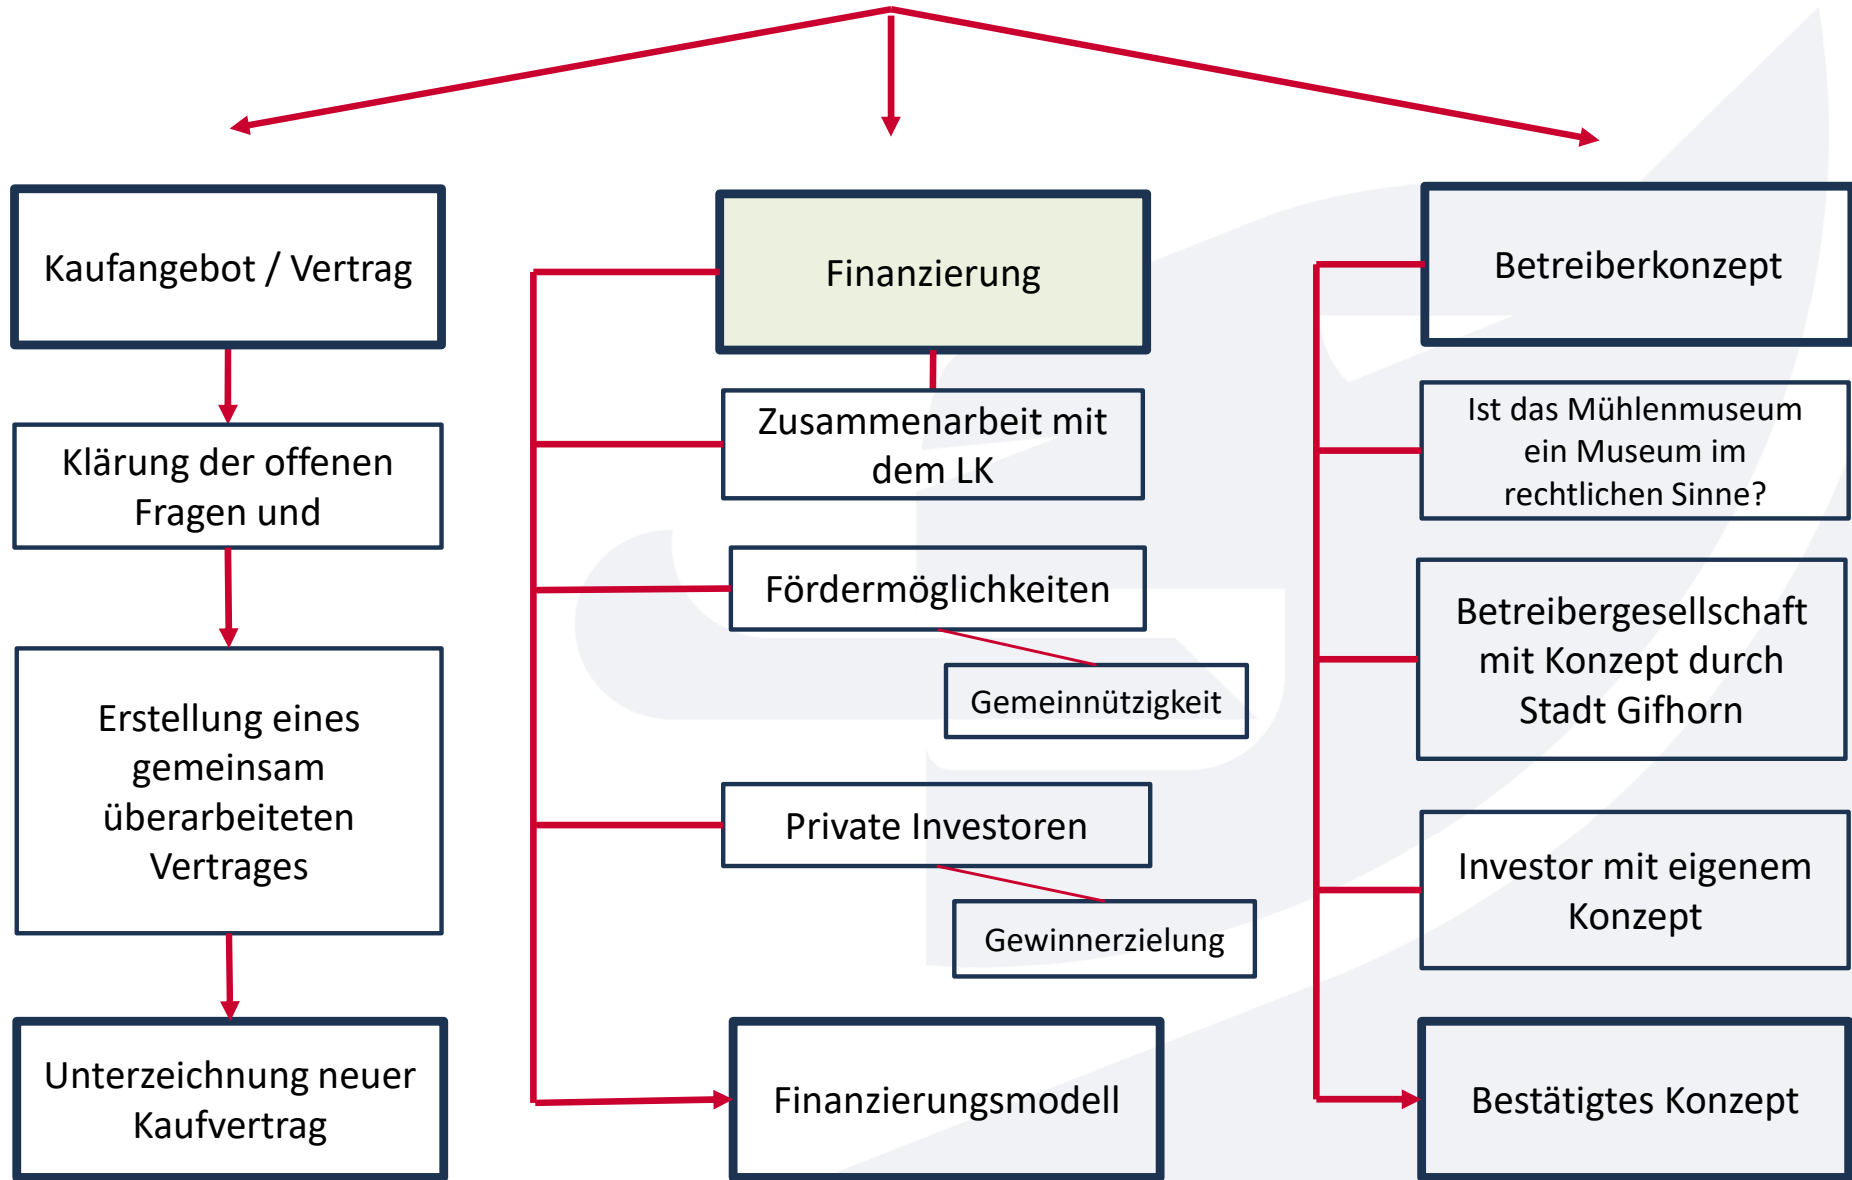 Kaufangebot / Vertrag
Klärung der offenen
Fragen und
Erstellung eines
gemeinsam
überarbeiteten
Vertrages
Unterzeichnung neuer
Kaufvertrag
Finanzierung
Zusammenarbeit mit
dem LK
Fördermöglichkeiten
Gemeinnützigkeit
Private Investoren
Gewinnerzielung
Finanzierungsmodell
Betreiberkonzept
Ist das Mühlenmuseum
ein Museum im
rechtlichen Sinne?
Betreibergesellschaft
mit Konzept durch
Stadt Gifhorn
Investor mit eigenem
Konzept
Bestätigtes Konzept